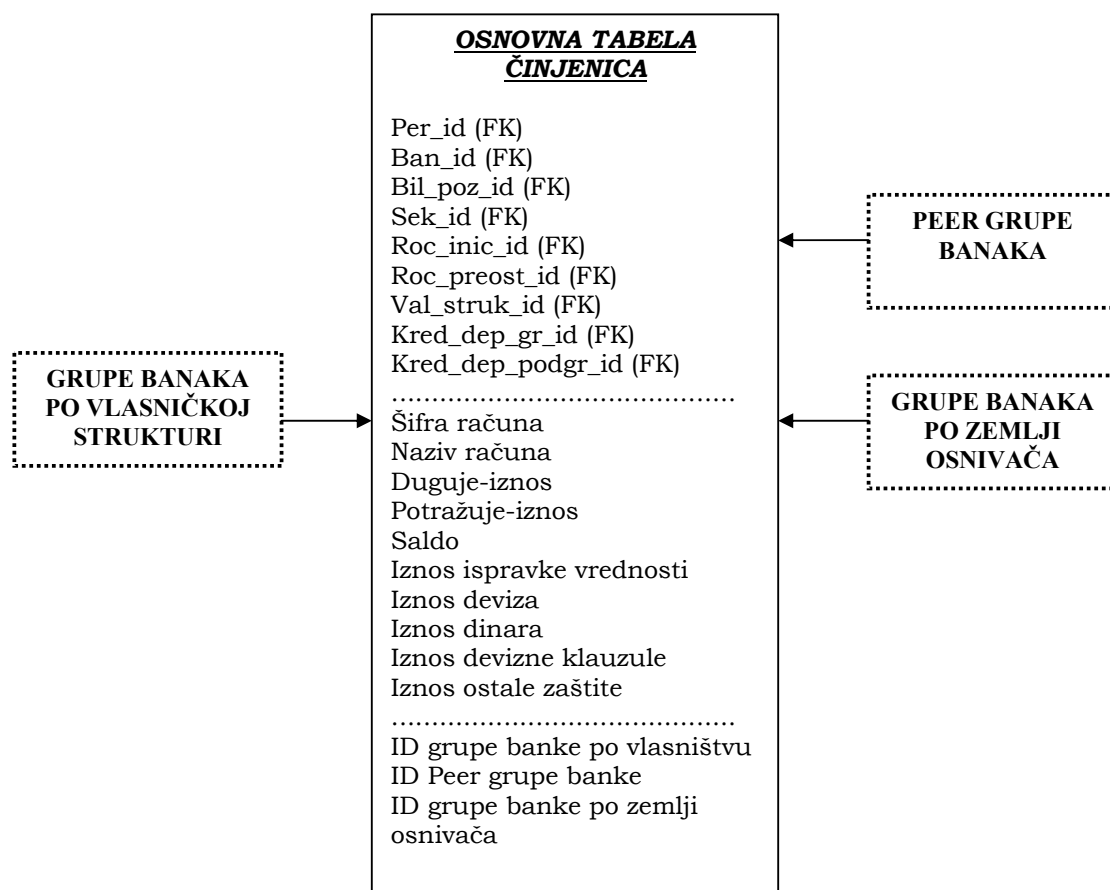 OSNOVNA TABELA
ČINJENICA
Per_id (FK)
Ban_id (FK)
Bil_poz_id (FK)
Sek_id (FK)
Roc_inic_id (FK)
Roc_preost_id (FK)
Val_struk_id (FK)
Kred_dep_gr_id (FK)
Kred_dep_podgr_id (FK)
……………………………………
Šifra računa
Naziv računa
Duguje-iznos
Potražuje-iznos
Saldo
Iznos ispravke vrednosti
Iznos deviza
Iznos dinara
Iznos devizne klauzule
Iznos ostale zaštite
……………………………………
ID grupe banke po vlasništvu
ID Peer grupe banke
ID grupe banke po zemlji
osnivača
GRUPE BANAKA
PO VLASNIČKOJ
STRUKTURI
PEER GRUPE
BANAKA
GRUPE BANAKA
PO ZEMLJI
OSNIVAČA